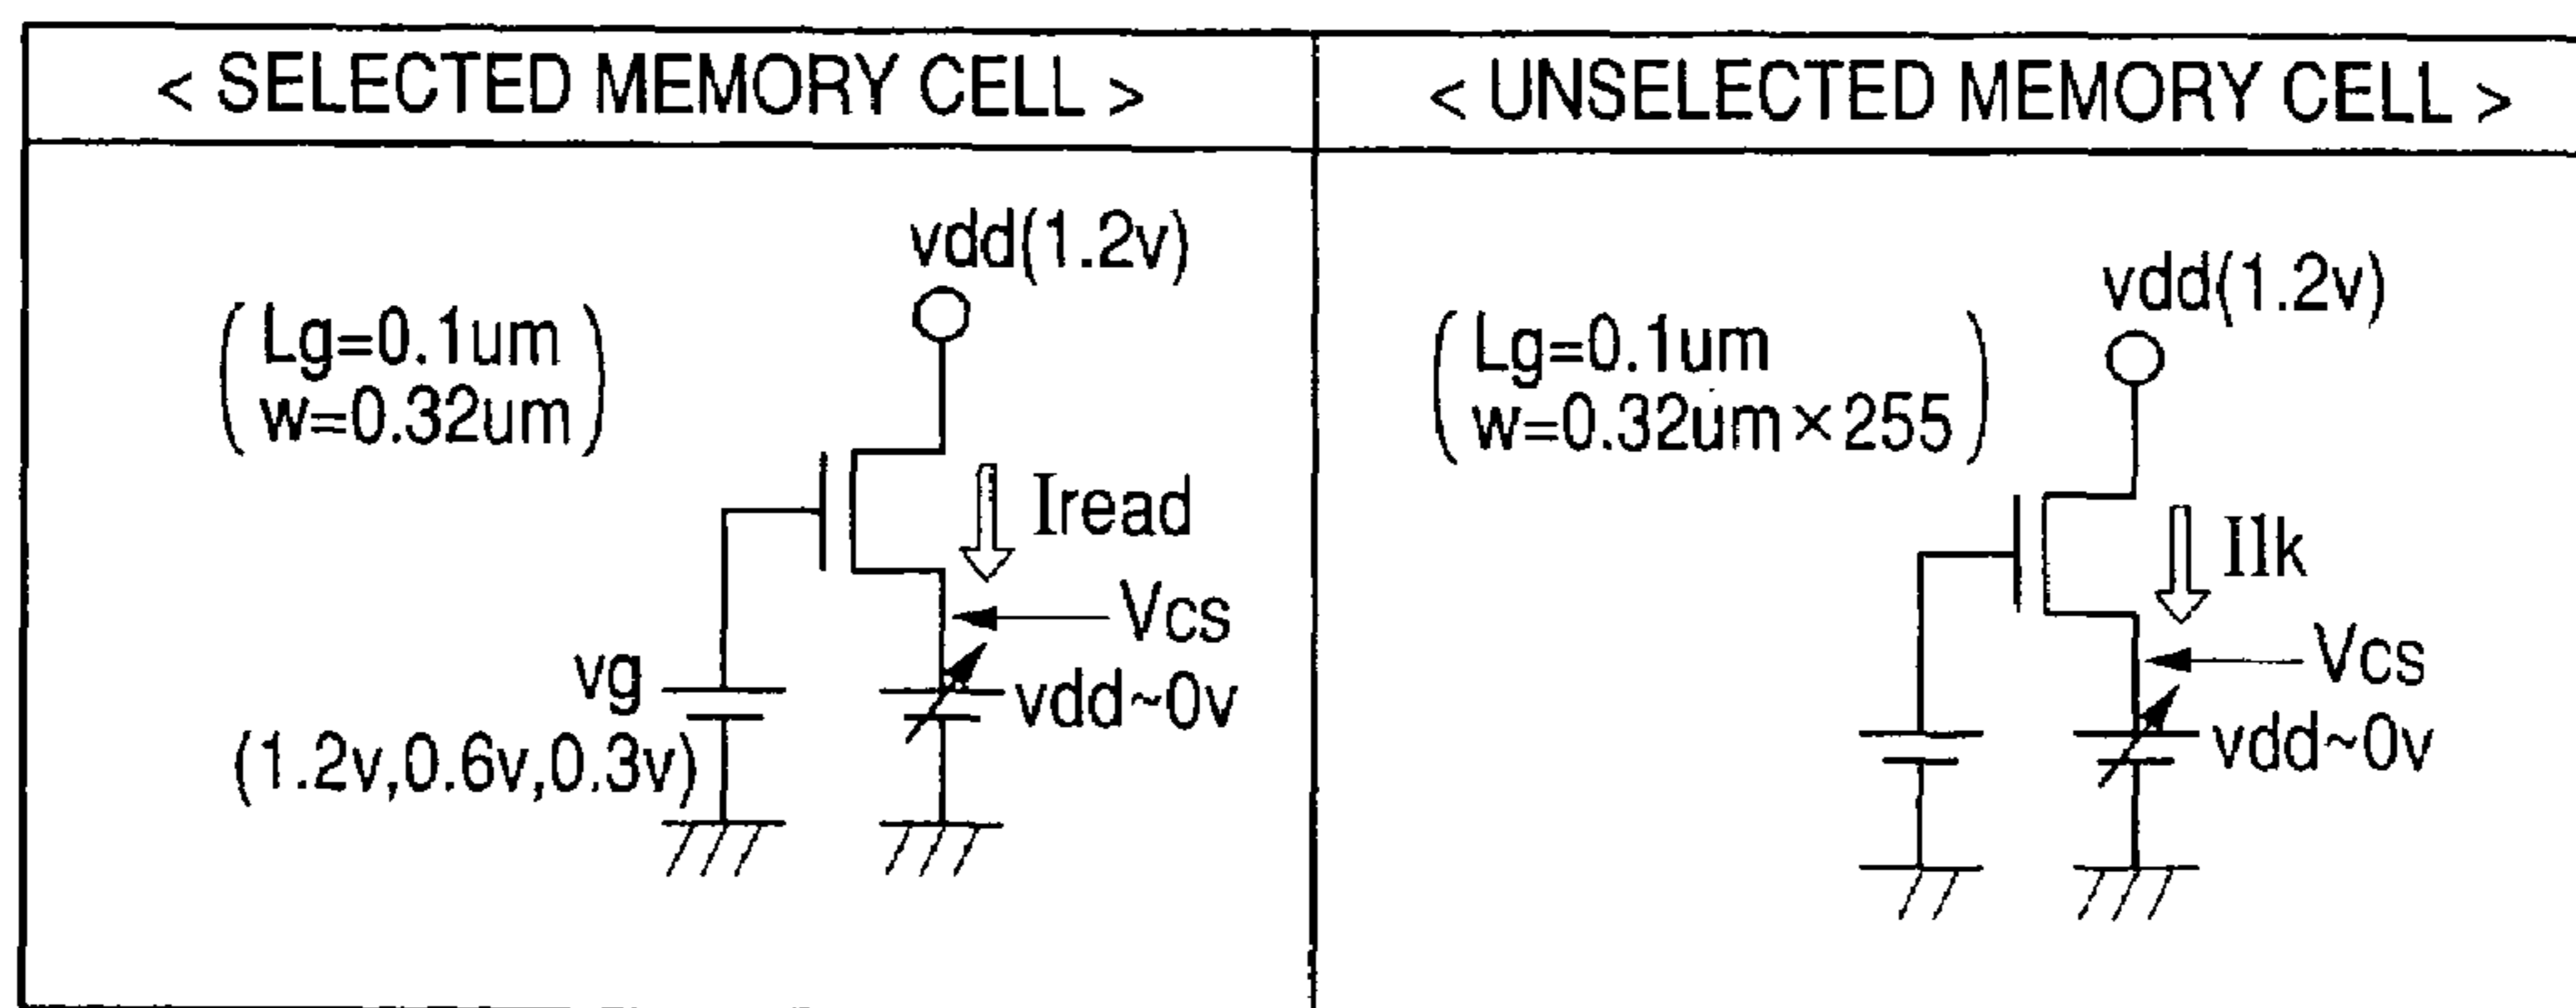 < SELECTED MEMORY CELL >
< UNSELECTED MEMORY CELL >
vdd(1.2v)
Lg=0.1um
w=0.32um
Iread
Vcs
vg
vdd~0v
(1.2v,0.6v,0.3v)
vdd(1.2v)
Lg=0.1um
w=0.32um×255
Ilk
Vcs
vdd~0v